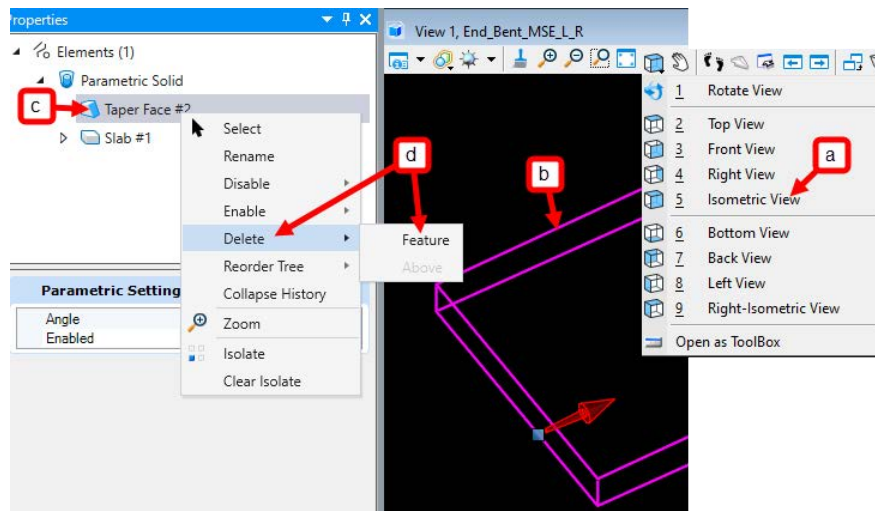 Properties
Elements (1)
Parametric Solid
Taper Face #2
Slab #1
c
Select
Rename
Disable
Enable
Delete
Reorder Tree
Collapse History
Zoom
Isolate
Clear Isolate
Feature
Above
d
Parametric Setting
Angle
Enabled
View 1, End_Bent_MSE_L_R
b
1 Rotate View
2 Top View
3 Front View
4 Right View
5 Isometric View
6 Bottom View
7 Back View
8 Left View
9 Right-Isometric View
Open as ToolBox
a